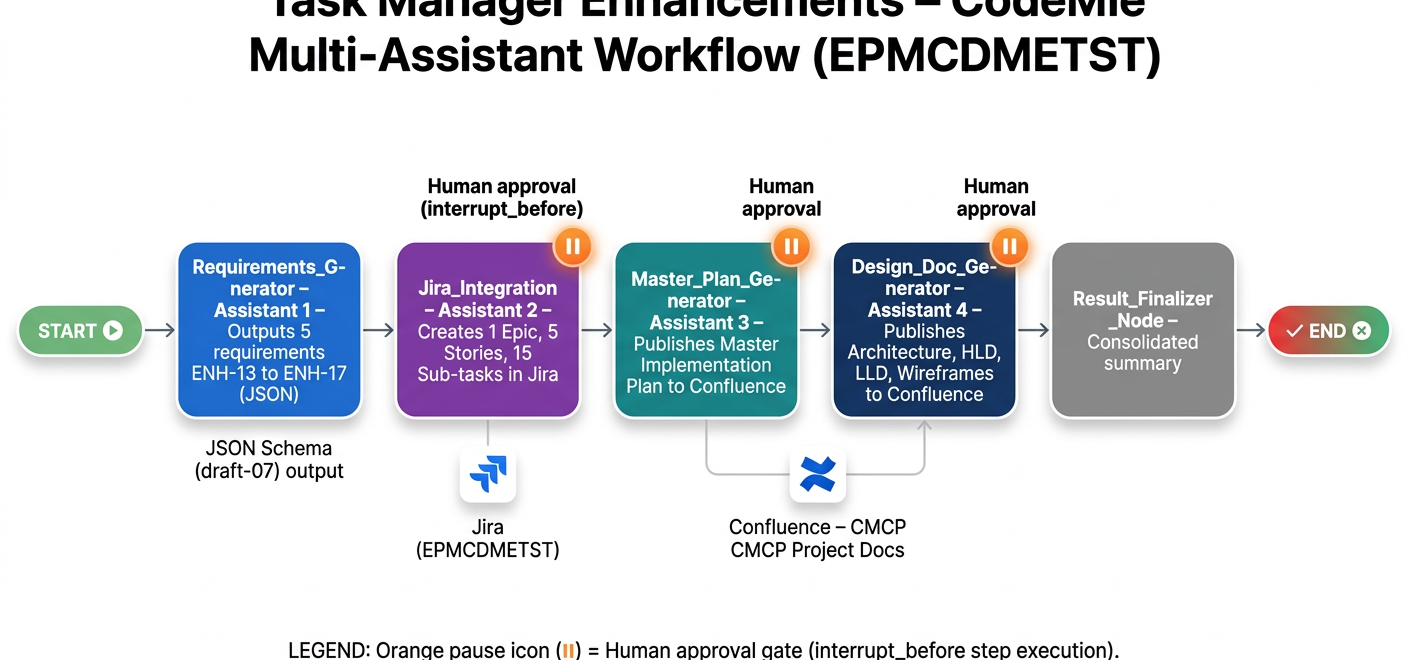 Task Manager Enhancements – CodeMie
Multi-Assistant Workflow (EPMCDMETST)
Human approval
(interrupt_before)
Human
approval
Human
approval
START
Requirements_G-
nerator –
Assistant 1 –
Outputs 5
requirements
ENH-13 to ENH-17
(JSON)
Jira_Integration
– Assistant 2 –
Creates 1 Epic, 5
Stories, 15
Sub-tasks in Jira
Master_Plan_Ge-
nerator –
Assistant 3 –
Publishes Master
Implementation
Plan to Confluence
Design_Doc_Ge-
nerator –
Assistant 4 –
Publishes
Architecture, HLD,
LLD, Wireframes
to Confluence
Result_Finalizer
_Node –
Consolidated
summary
END
JSON Schema
(draft-07) output
Jira
(EPMCDMETST)
Confluence – CMCP
CMCP Project Docs
LEGEND: Orange pause icon (II) = Human approval gate (interrupt_before step execution).